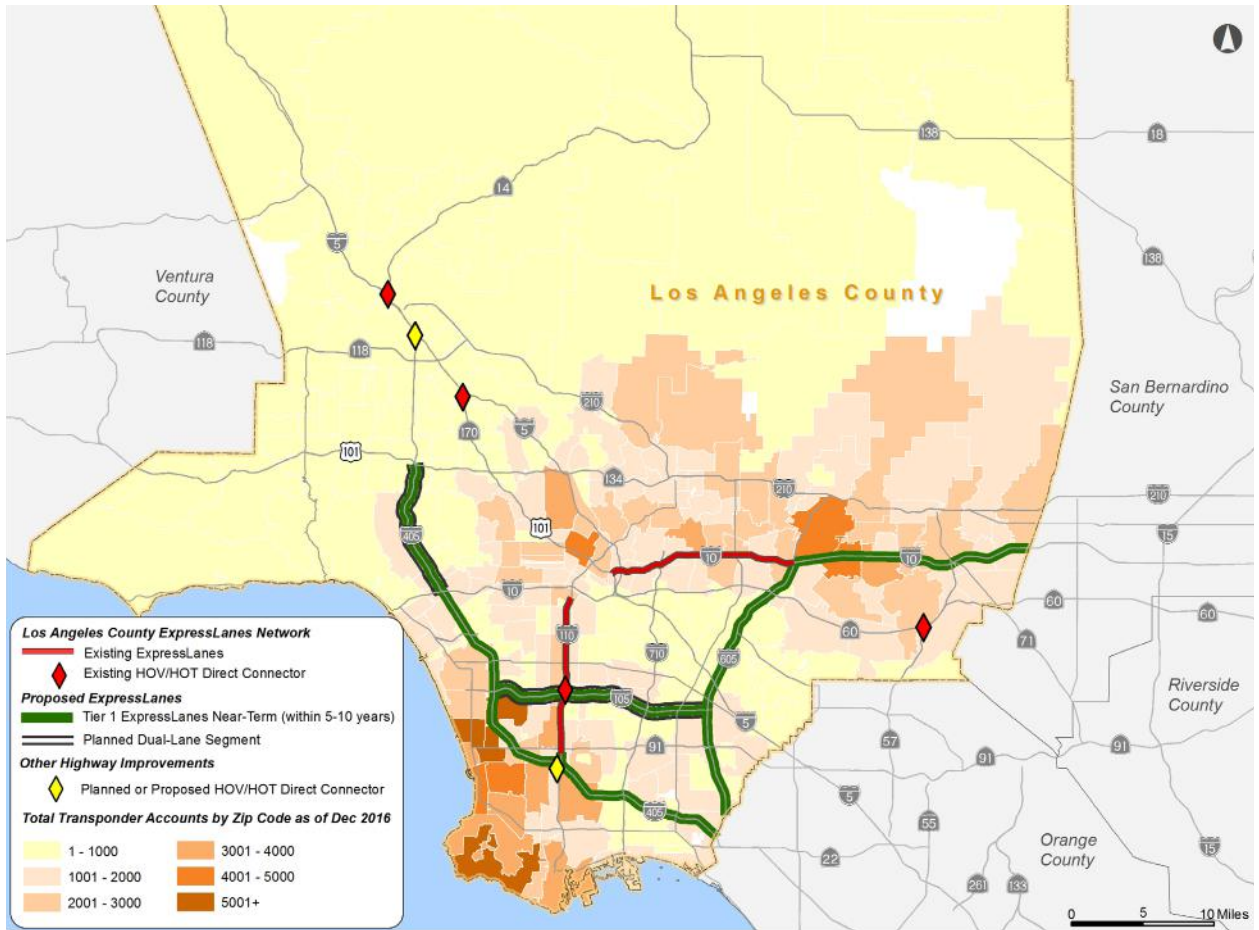 138
18
14
5
138
Ventura
County
Los Angeles County
118
118
San Bernardino
County
210
5
170
101
134
210
210
101
15
405
10
10
10
60
60
60
110
71
710
605
105
Riverside
County
5
57
91
91
91
405
5
55
22
Orange
County
15
261
133
Los Angeles County ExpressLanes Network
Existing ExpressLanes
Existing HOV/HOT Direct Connector
Proposed ExpressLanes
Tier 1 ExpressLanes Near-Term (within 5-10 years)
Planned Dual-Lane Segment
Other Highway Improvements
Planned or Proposed HOV/HOT Direct Connector
Total Transponder Accounts by Zip Code as of Dec 2016
1 - 1000
1001 - 2000
2001 - 3000
3001 - 4000
4001 - 5000
5001+
0 5 10 Miles